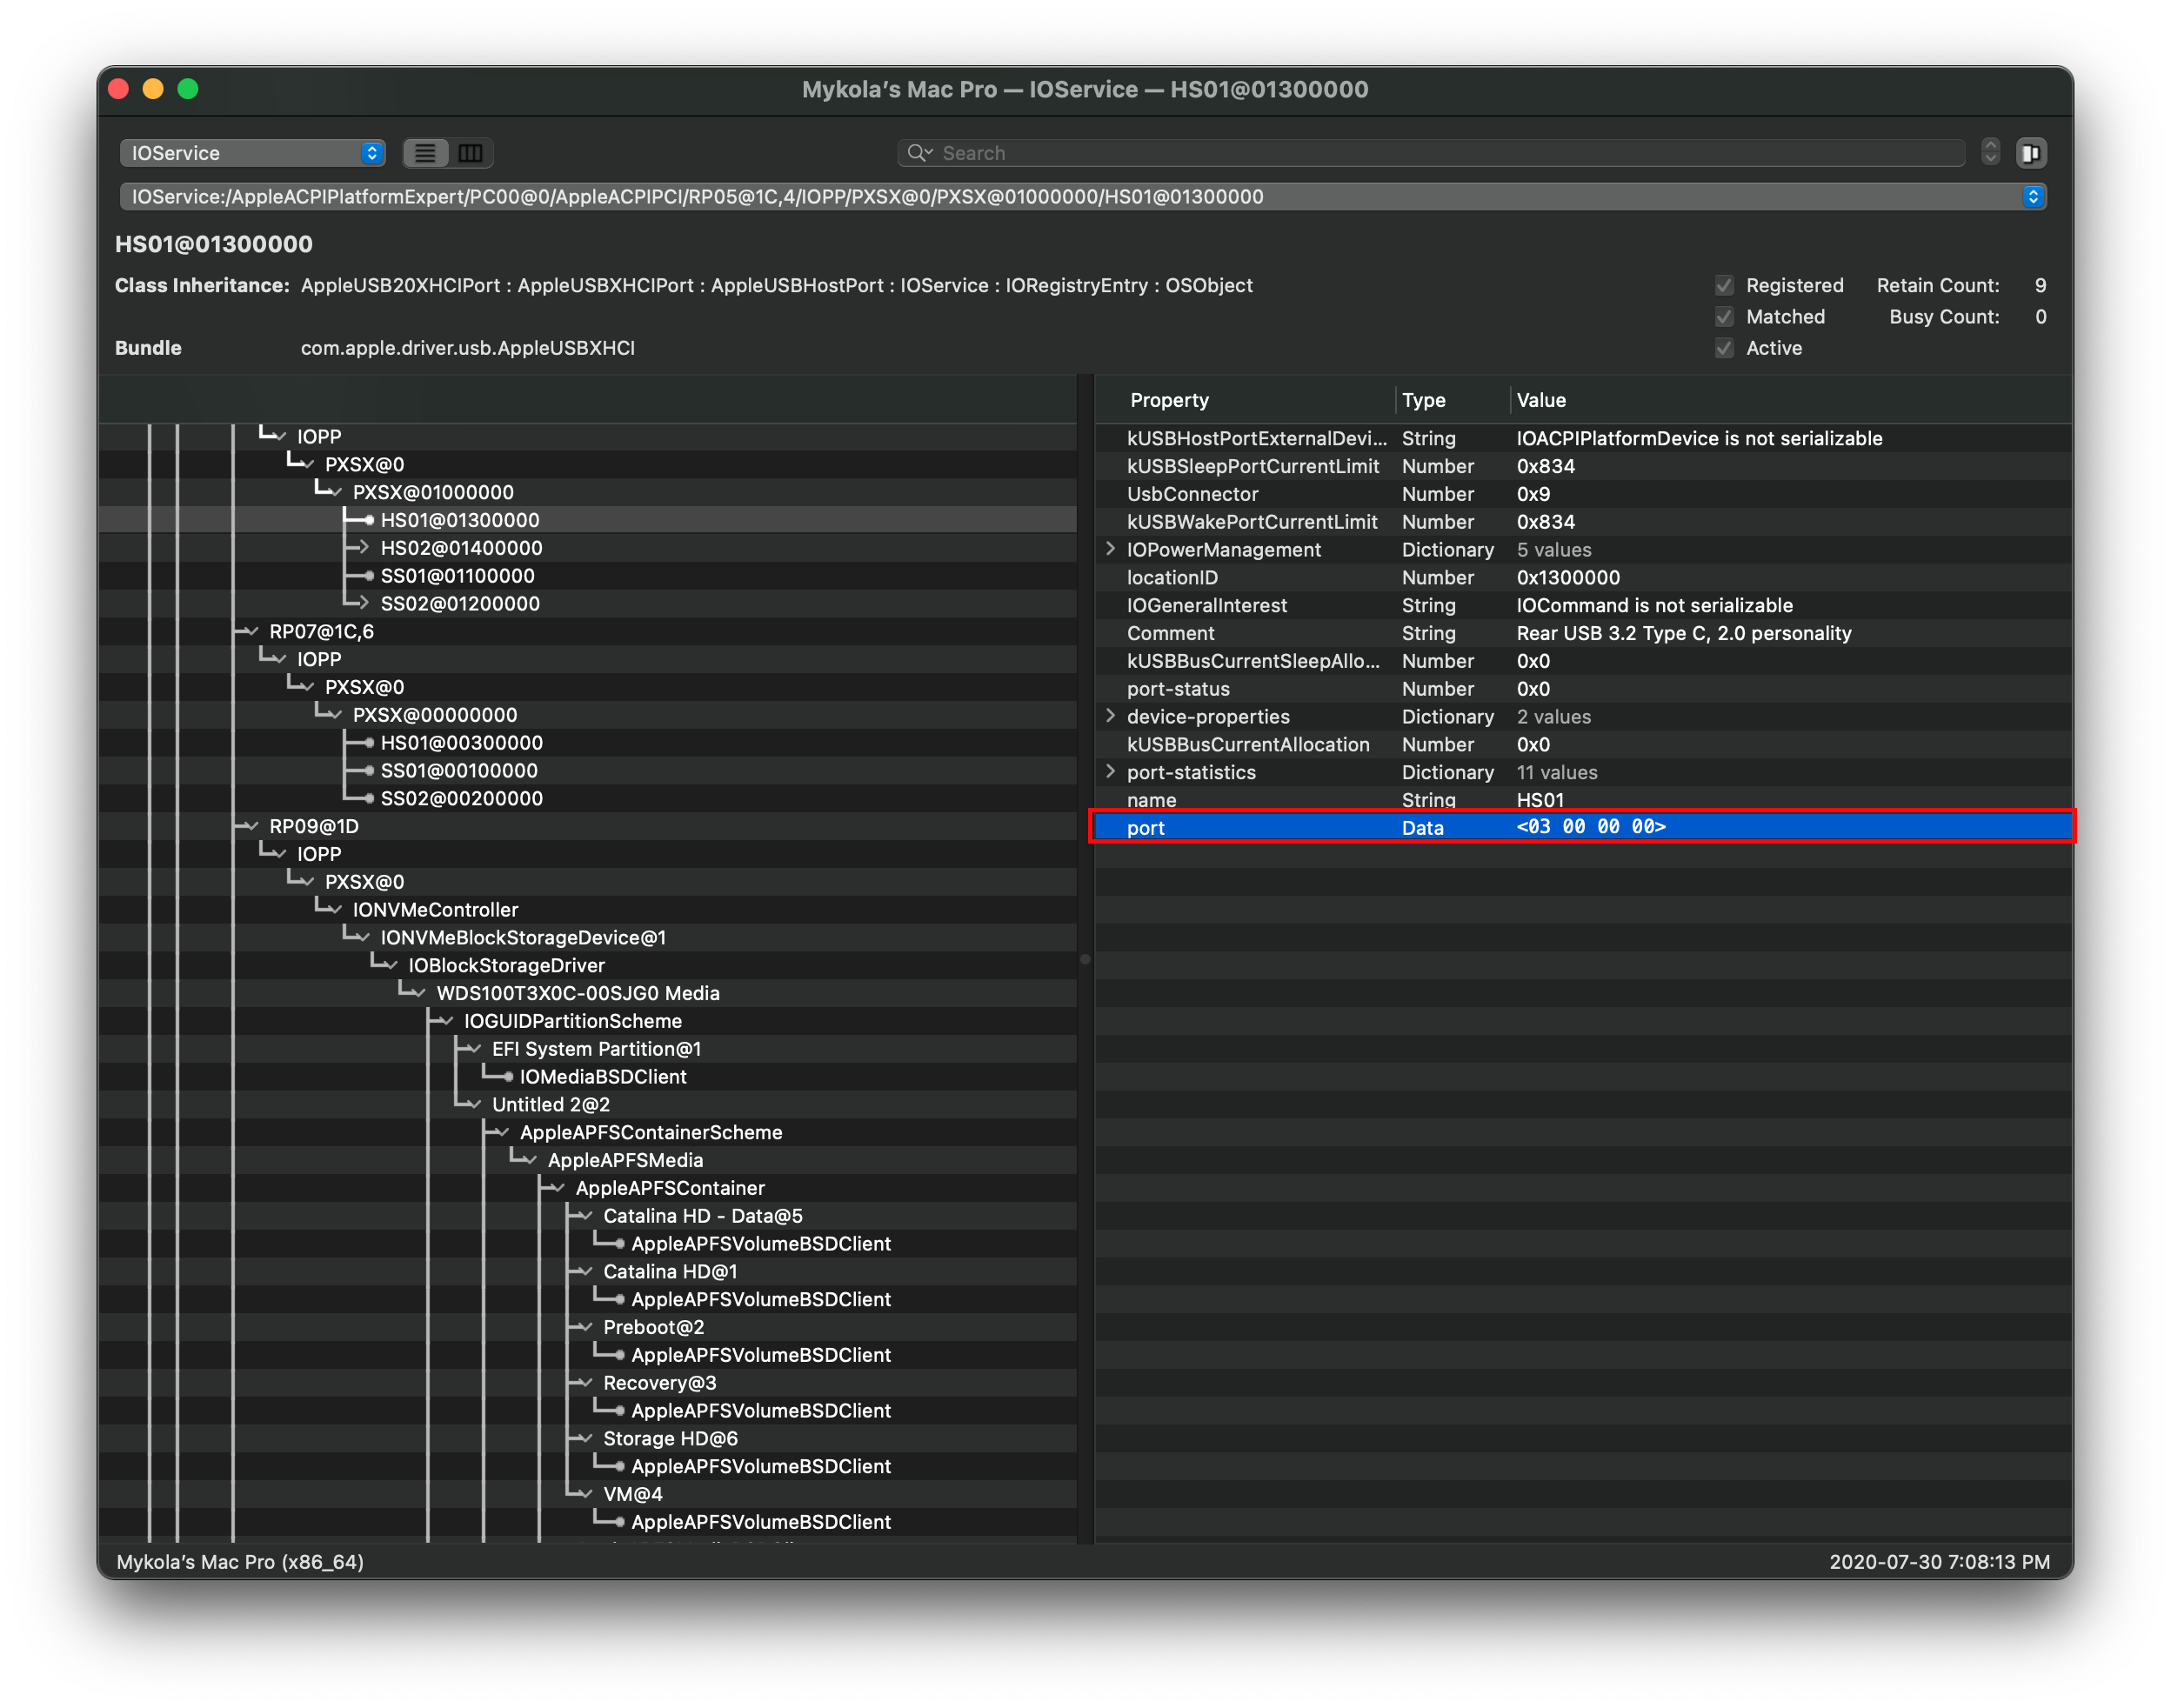 Mykola’s Mac Pro — IOService — HS01@01300000
IOService
Search
IOService:/AppleACPIPlatformExpert/PC00@0/AppleACPIPCI/RP05@1C,4/IOPP/PXSX@0/PXSX@01000000/HS01@01300000
HS01@01300000
Class Inheritance: AppleUSB20XHCIPort : AppleUSBXHCIPort : AppleUSBHostPort : IOService : IORegistryEntry : OSObject
Registered Retain Count: 9
Matched Busy Count: 0
Bundle com.apple.driver.usb.AppleUSBXHCI
Active
IOPP
PXSX@0
PXSX@01000000
HS01@01300000
HS02@01400000
SS01@01100000
SS02@01200000
RP07@1C,6
IOPP
PXSX@0
PXSX@00000000
HS01@00300000
SS01@00100000
SS02@00200000
RP09@1D
IOPP
PXSX@0
IONVMeController
IONVMeBlockStorageDevice@1
IOBlockStorageDriver
WDS100T3X0C-00SJG0 Media
IOGUIDPartitionScheme
EFI System Partition@1
IOMediaBSDClient
Untitled 2@2
AppleAPFSContainerScheme
AppleAPFSMedia
AppleAPFSContainer
Catalina HD - Data@5
AppleAPFSVolumeBSDClient
Catalina HD@1
AppleAPFSVolumeBSDClient
Preboot@2
AppleAPFSVolumeBSDClient
Recovery@3
AppleAPFSVolumeBSDClient
Storage HD@6
AppleAPFSVolumeBSDClient
VM@4
AppleAPFSVolumeBSDClient
Property Type Value
kUSBHostPortExternalDevi... String IOACPIPlatformDevice is not serializable
kUSBSleepPortCurrentLimit Number 0x834
UsbConnector Number 0x9
kUSBWakePortCurrentLimit Number 0x834
IOPowerManagement Dictionary 5 values
locationID Number 0x1300000
IOGeneralInterest String IOCommand is not serializable
Comment String Rear USB 3.2 Type C, 2.0 personality
kUSBBusCurrentSleepAllo... Number 0x0
port-status Number 0x0
device-properties Dictionary 2 values
kUSBBusCurrentAllocation Number 0x0
port-statistics Dictionary 11 values
name String HS01
port Data <03 00 00 00>
Mykola’s Mac Pro (x86_64)
2020-07-30 7:08:13 PM